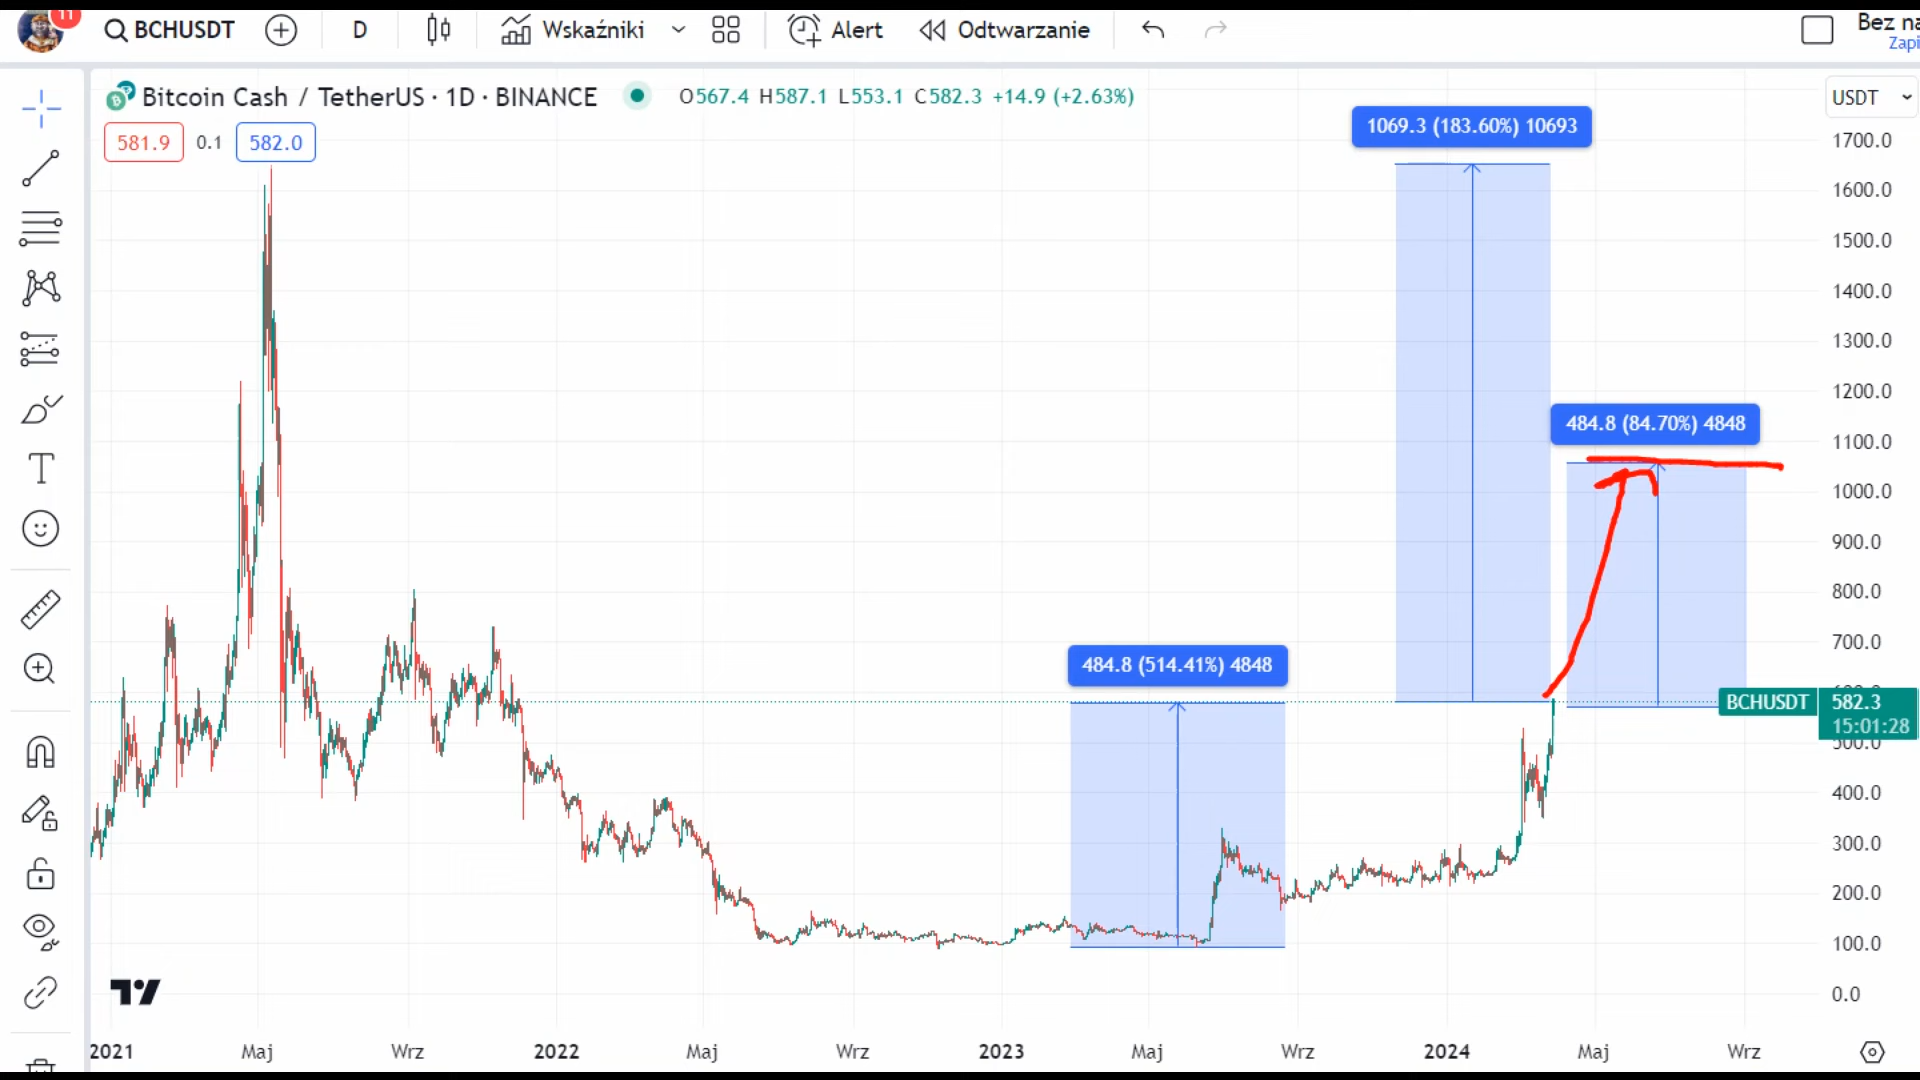 11
BCHUSDT
D
Wskaźniki
Alert
Odtwarzanie
Bez na
Zapi
Bitcoin Cash / TetherUS · 1D · BINANCE
O567.4 H587.1 L553.1 C582.3 +14.9 (+2.63%)
USDT
581.9
0.1
582.0
1069.3 (183.60%) 10693
484.8 (84.70%) 4848
484.8 (514.41%) 4848
1700.0
1600.0
1500.0
1400.0
1300.0
1200.0
1100.0
1000.0
900.0
800.0
700.0
BCHUSDT
582.3
15:01:28
500.0
400.0
300.0
200.0
100.0
0.0
2021
Maj
Wrz
2022
Maj
Wrz
2023
Maj
Wrz
2024
Maj
Wrz